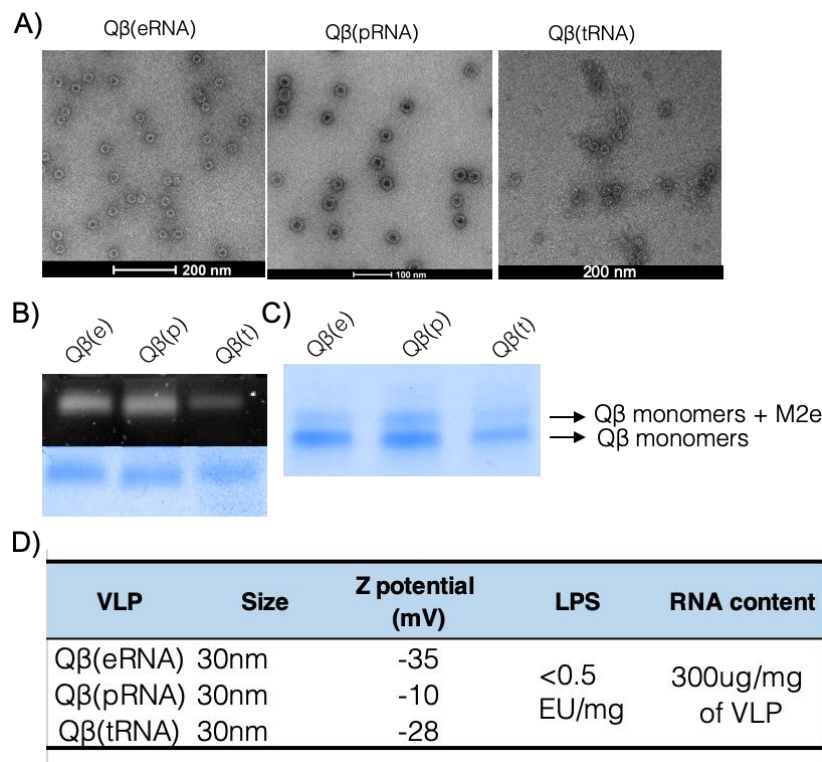 A)
Qβ(eRNA)
Qβ(pRNA)
Qβ(tRNA)
200 nm
100 nm
200 nm
B)
Qβ(e)
Qβ(p)
Qβ(t)
C)
Qβ(e)
Qβ(p)
Qβ(t)
Qβ monomers + M2e
Qβ monomers
D)
VLP Size Z potential (mV) LPS RNA content
Qβ(eRNA) 30nm -35
Qβ(pRNA) 30nm -10
Qβ(tRNA) 30nm -28
<0.5
EU/mg
300ug/mg
of VLP